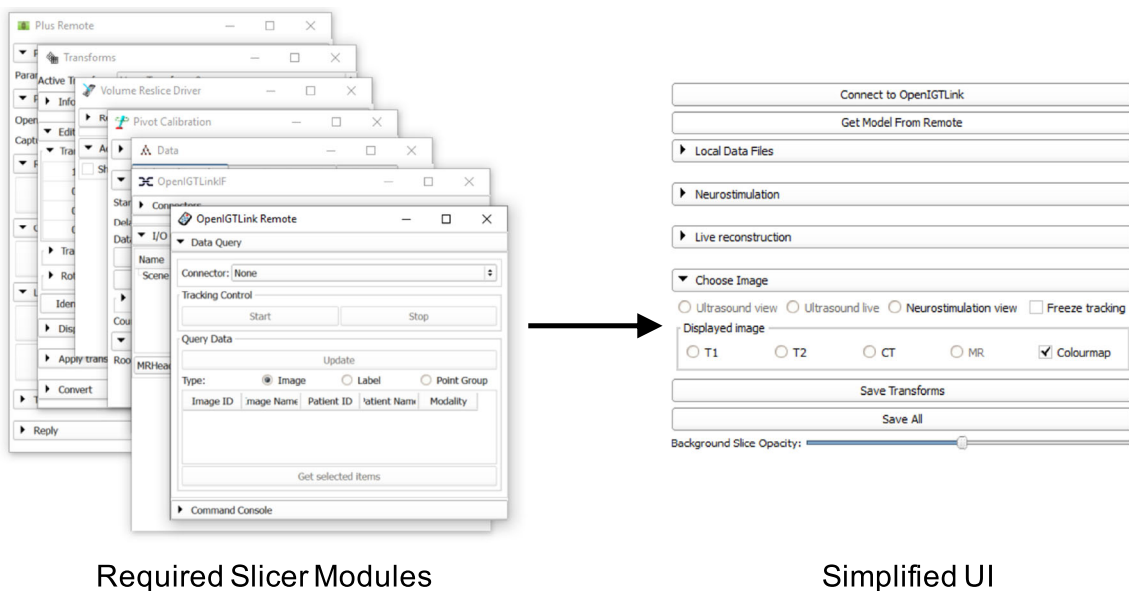 Plus Remote
Transforms
Active
Volume Reslice Driver
Info
Pivot Calibration
Edit
Data
OpenIGTLinkIF
OpenIGTLink Remote
I/O
Data Query
Name
Scene
Connector: None
Tracking Control
Start Stop
Query Data
Update
Type: Image Label Point Group
Image ID Patient ID Modality
Get selected items
Apply trans
Convert
Reply
Command Console
Connect to OpenIGTLink
Get Model From Remote
Local Data Files
Neurostimulation
Live reconstruction
Choose Image
Ultrasound view Ultrasound live Neurostimulation view Freeze tracking
Displayed image
T1 T2 CT MR Colourmap
Save Transforms
Save All
Background Slice Opacity:
Required Slicer Modules
Simplified UI